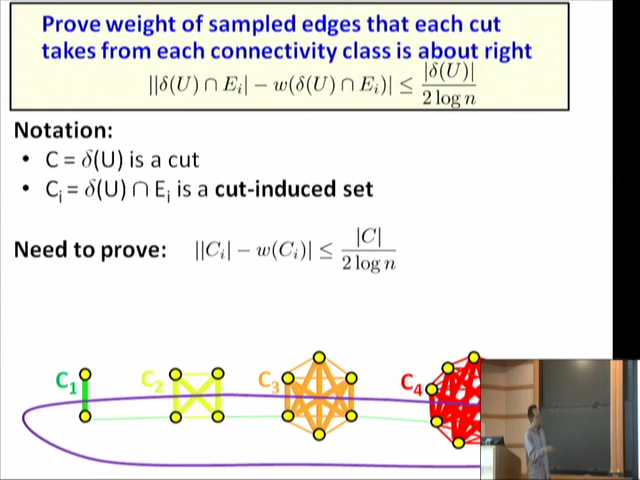 Prove weight of sampled edges that each cut
takes from each connectivity class is about right
||δ(U) ∩ E_i| − w(δ(U) ∩ E_i)| ≤ |δ(U)| / 2 log n
Notation:
• C = δ(U) is a cut
• C_i = δ(U) ∩ E_i is a cut-induced set
Need to prove: ||C_i| − w(C_i)| ≤ |C| / 2 log n
C_1 C_2 C_3 C_4